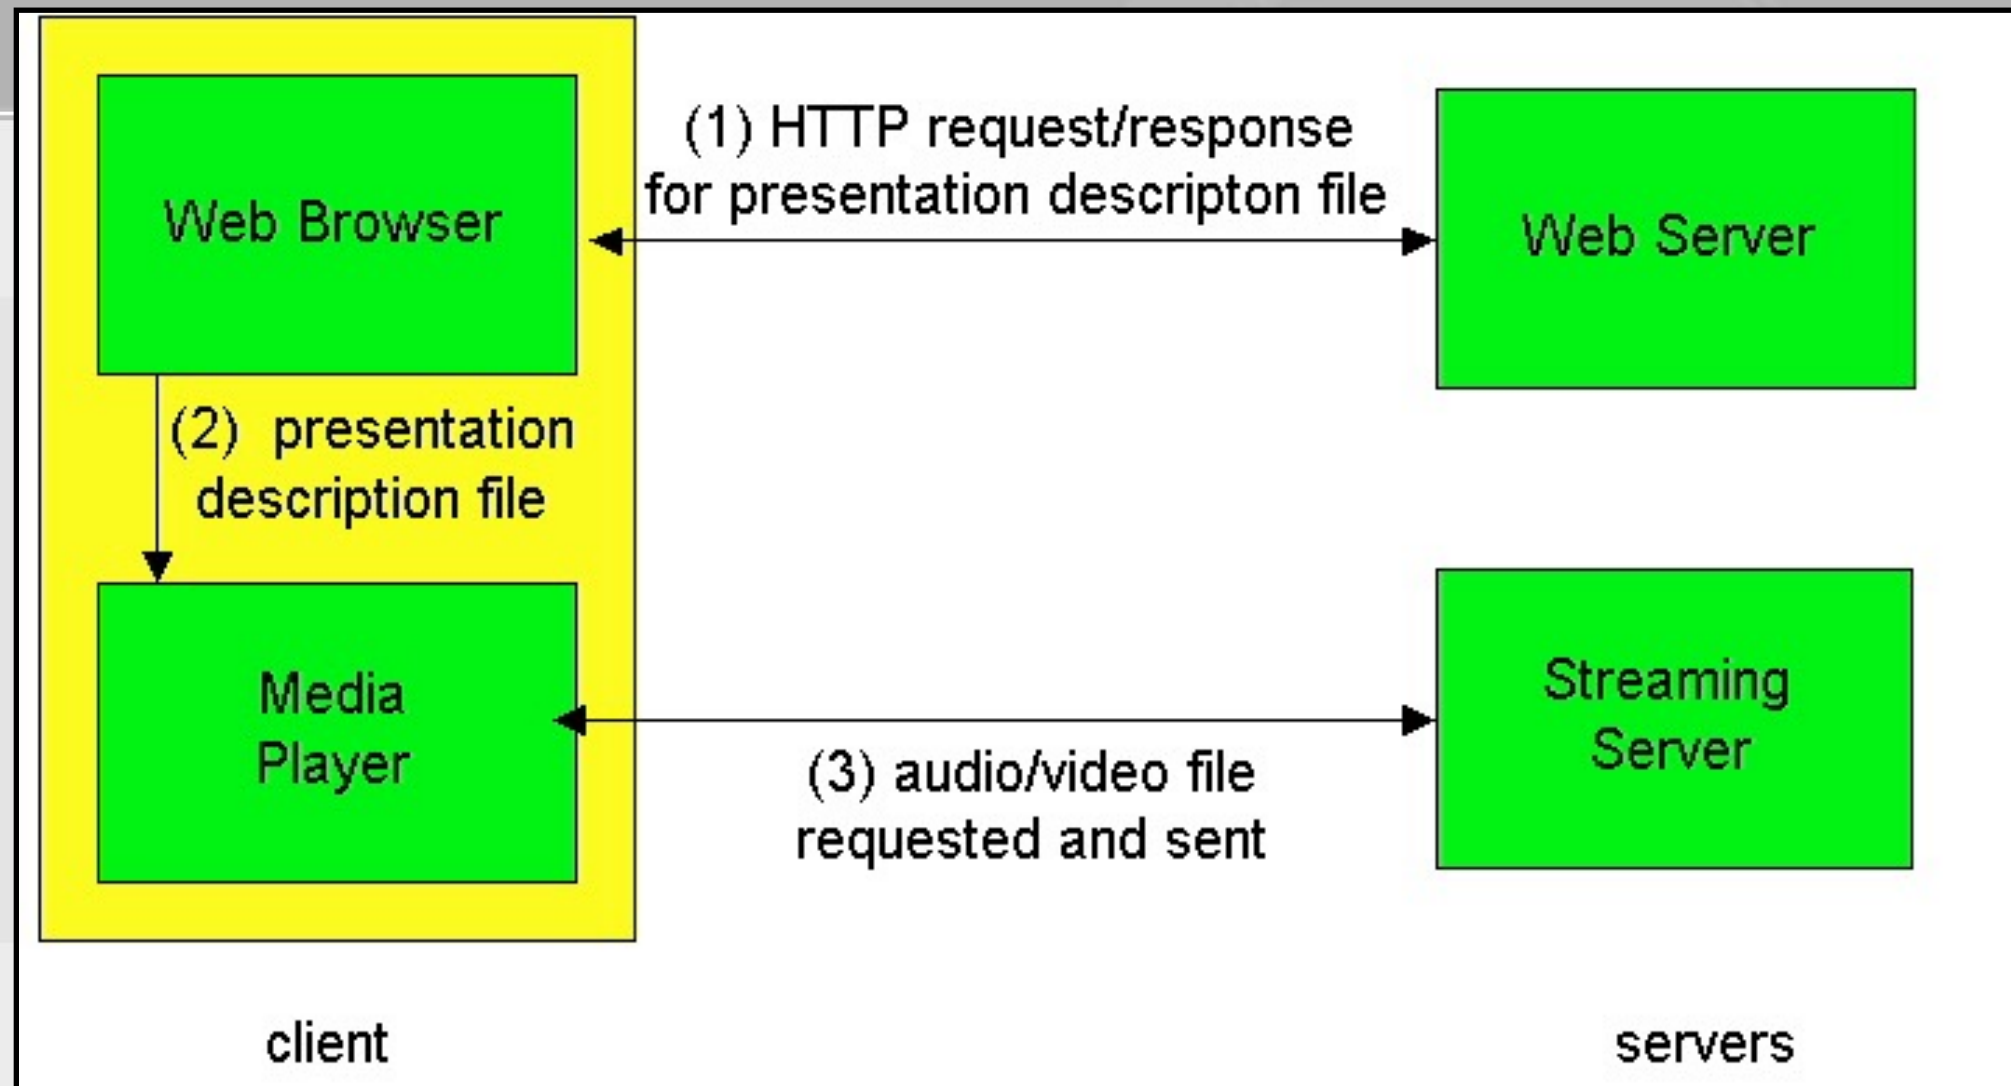 Web Browser
(1) HTTP request/response
for presentation descripton file
Web Server
(2) presentation
description file
Media
Player
(3) audio/video file
requested and sent
Streaming
Server
client
servers